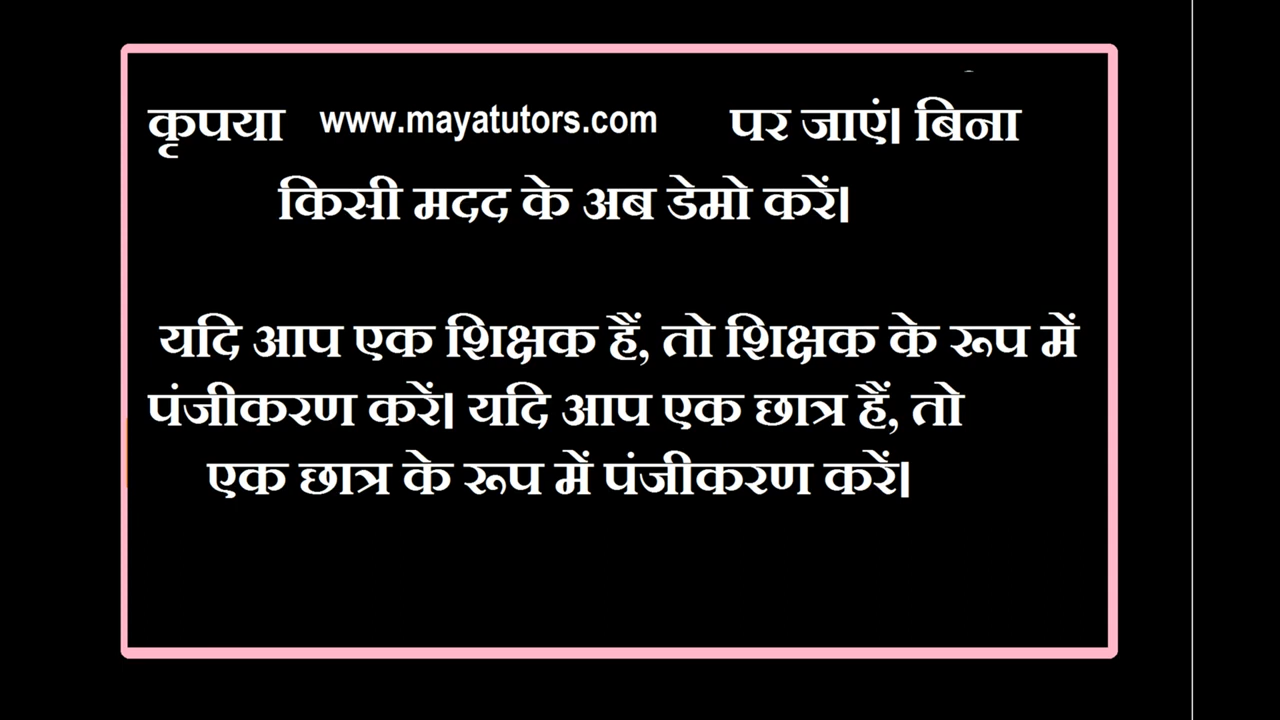 कृपया www.mayatutors.com पर जाएं। बिना
किसी मदद के अब डेमो करें।
यदि आप एक शिक्षक हैं, तो शिक्षक के रूप में
पंजीकरण करें। यदि आप एक छात्र हैं, तो
एक छात्र के रूप में पंजीकरण करें।